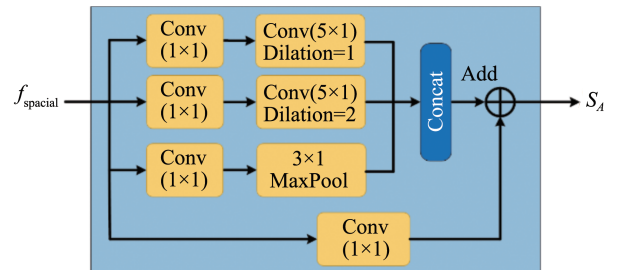 Conv
(1×1)
Conv(5×1)
Dilation=1
Add
f_spacial
Conv
(1×1)
Conv(5×1)
Dilation=2
Concat
S_A
Conv
(1×1)
3×1
MaxPool
Conv
(1×1)